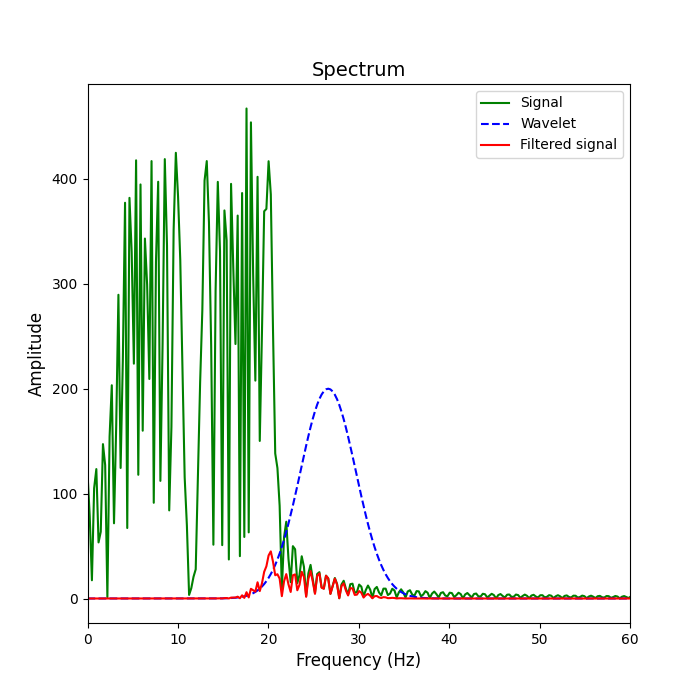 Spectrum
Signal
Wavelet
Filtered signal
400
300
200
100
0
Amplitude
0 10 20 30 40 50 60
Frequency (Hz)